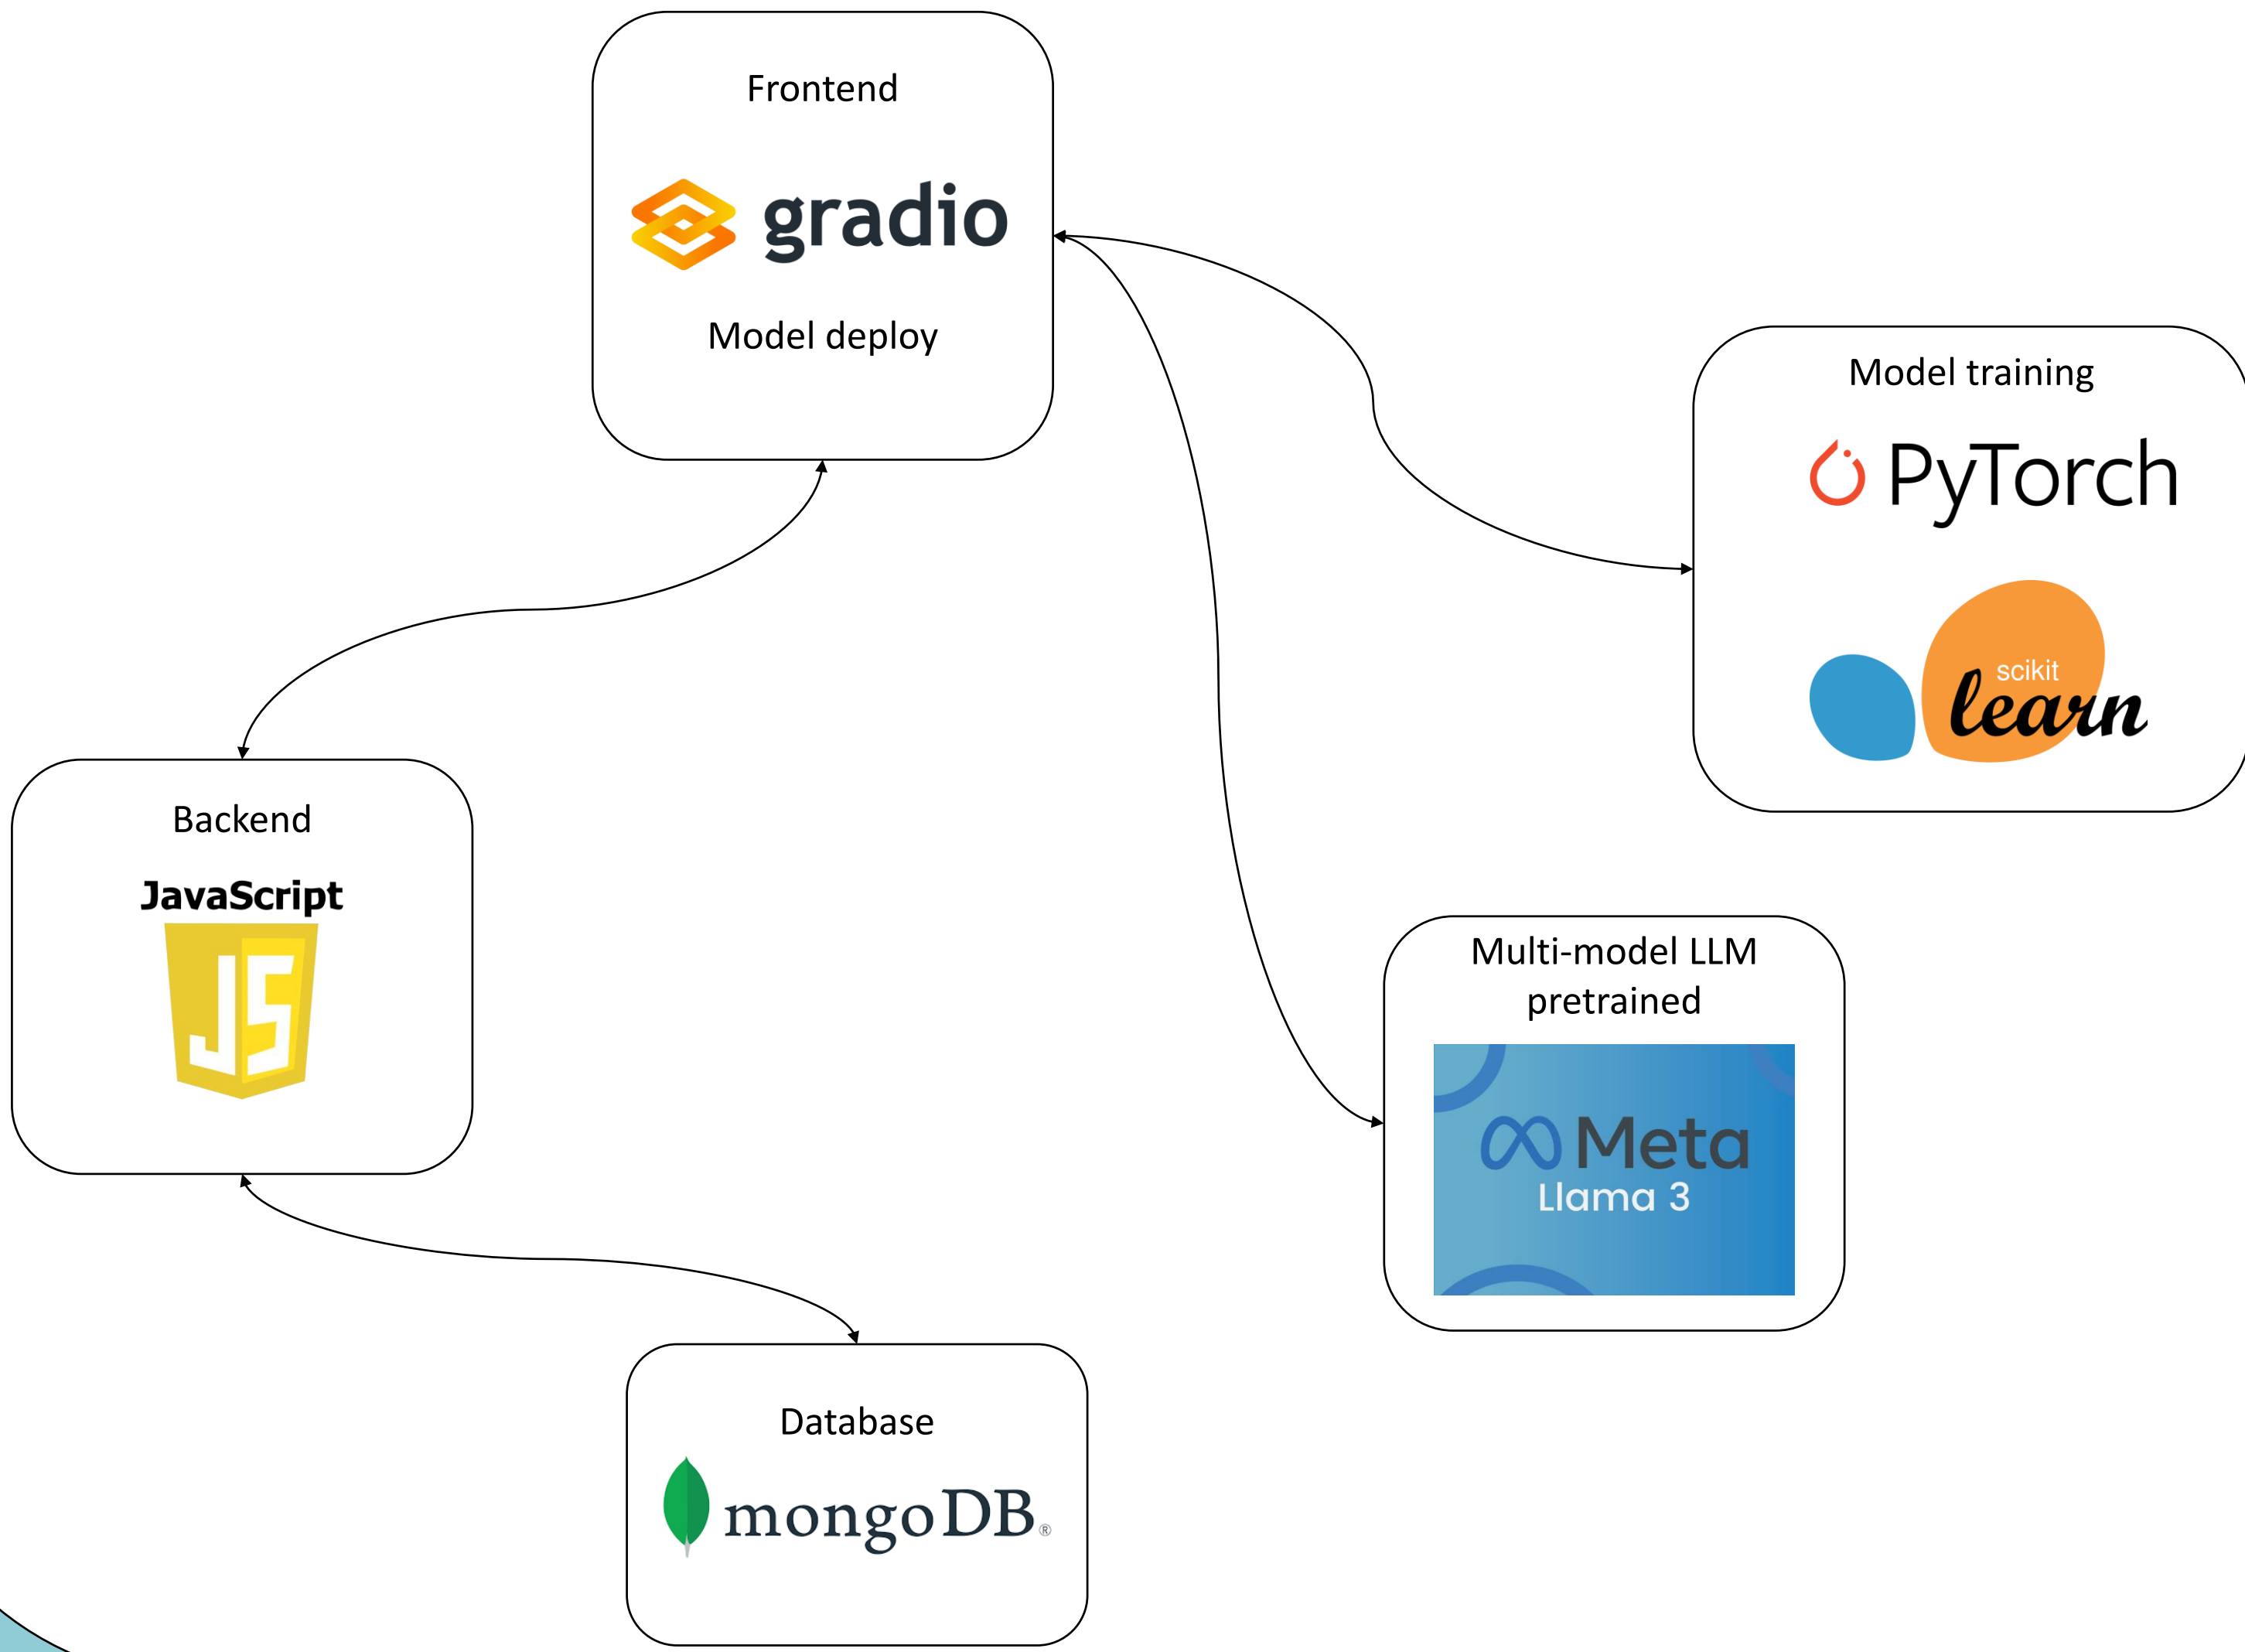 Frontend
gradio
Model deploy
Model training
PyTorch
scikit
learn
Backend
JavaScript
JS
Multi-model LLM
pretrained
Meta
Llama 3
Database
mongoDB®